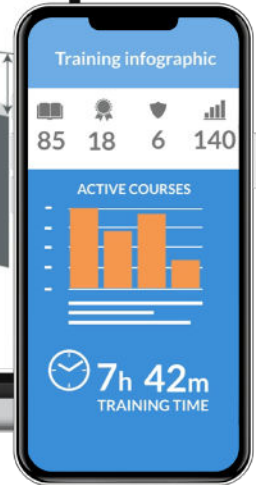 Training infographic
85 18 6 140
ACTIVE COURSES
7h 42m
TRAINING TIME